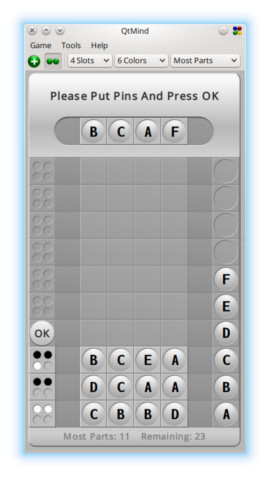 QtMind
Game Tools Help
4 Slots 6 Colors Most Parts
Please Put Pins And Press OK
B C A F
F
E
OK D
B C E A C
D C A A B
C B B D A
Most Parts: 11 Remaining: 23